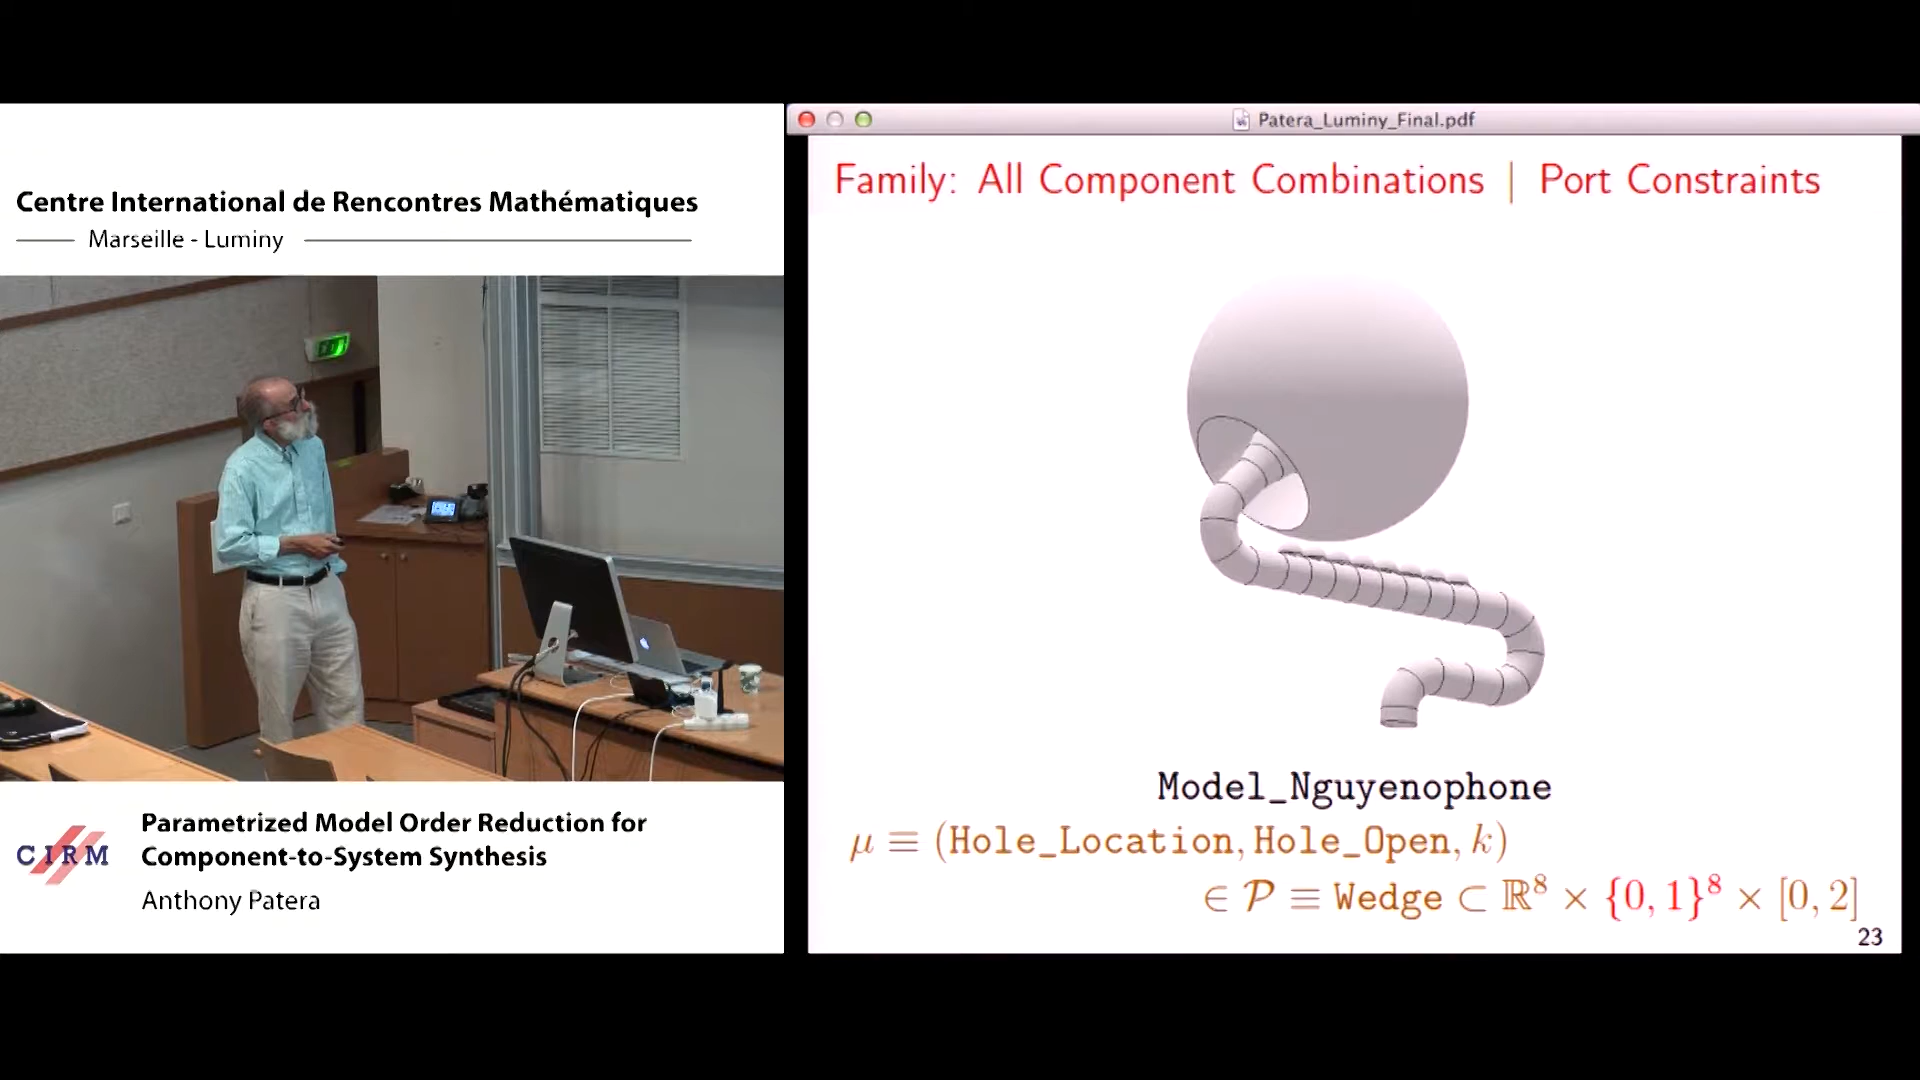 Centre International de Rencontres Mathématiques
Marseille - Luminy
CIRM
Parametrized Model Order Reduction for
Component-to-System Synthesis
Anthony Patera
Patera_Luminy_Final.pdf
Family: All Component Combinations | Port Constraints
Model_Nguyenophone
μ ≡ (Hole_Location, Hole_Open, k)
∈ 𝒫 ≡ Wedge ⊂ ℝ⁸ × {0, 1}⁸ × [0, 2]
23